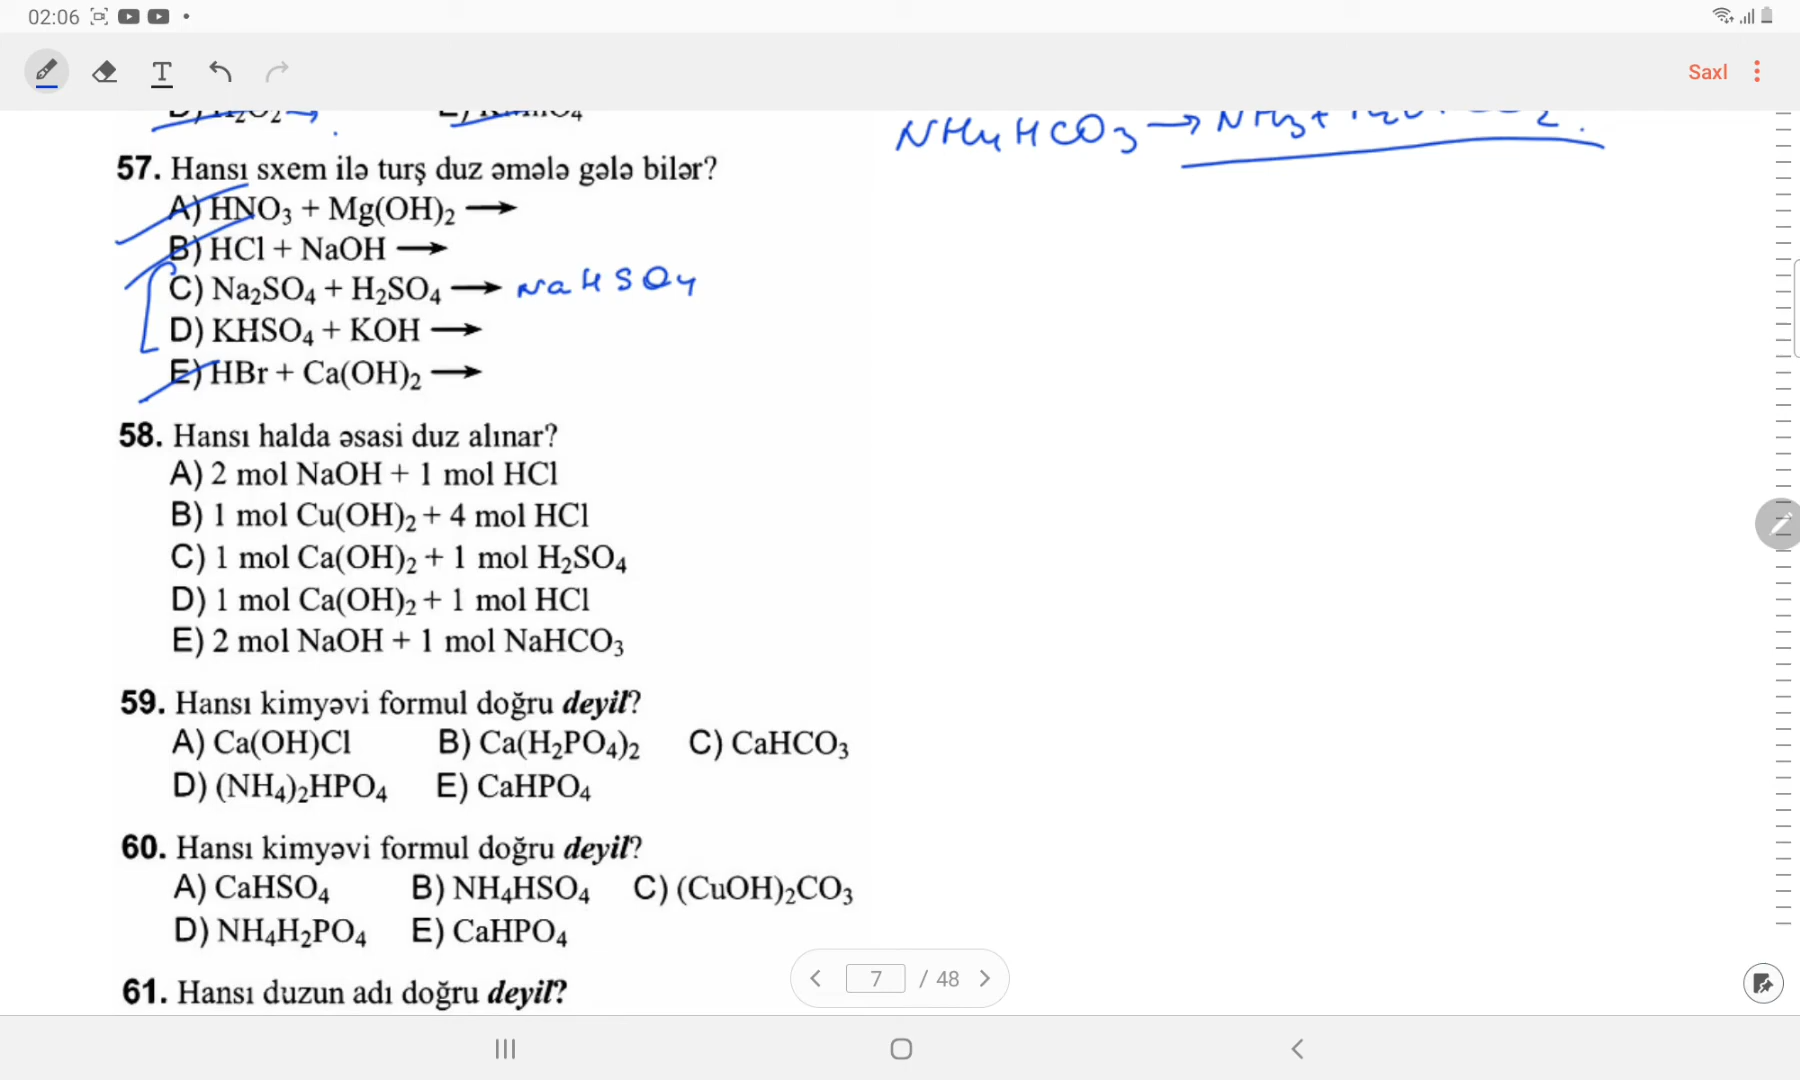 02:06
Saxl
NH₄HCO₃ → NH₃ +
57. Hansı sxem ilə turş duz əmələ gələ bilər?
A) HNO₃ + Mg(OH)₂ →
B) HCl + NaOH →
C) Na₂SO₄ + H₂SO₄ → NaHSO₄
D) KHSO₄ + KOH →
E) HBr + Ca(OH)₂ →
58. Hansı halda əsasi duz alınar?
A) 2 mol NaOH + 1 mol HCl
B) 1 mol Cu(OH)₂ + 4 mol HCl
C) 1 mol Ca(OH)₂ + 1 mol H₂SO₄
D) 1 mol Ca(OH)₂ + 1 mol HCl
E) 2 mol NaOH + 1 mol NaHCO₃
59. Hansı kimyəvi formul doğru deyil?
A) Ca(OH)Cl B) Ca(H₂PO₄)₂ C) CaHCO₃
D) (NH₄)₂HPO₄ E) CaHPO₄
60. Hansı kimyəvi formul doğru deyil?
A) CaHSO₄ B) NH₄HSO₄ C) (CuOH)₂CO₃
D) NH₄H₂PO₄ E) CaHPO₄
61. Hansı duzun adı doğru deyil?
7 / 48